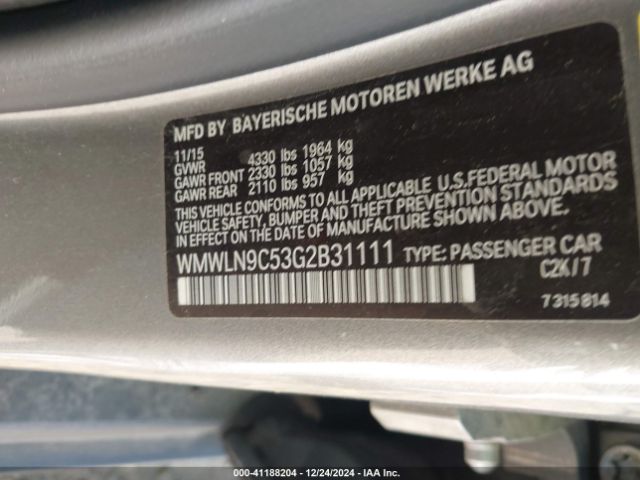 MFD BY BAYERISCHE MOTOREN WERKE AG
11/15
GVWR 4330 lbs 1964 kg
GAWR FRONT 2330 lbs 1057 kg
GAWR REAR 2110 lbs 957 kg
THIS VEHICLE CONFORMS TO ALL APPLICABLE U.S.FEDERAL MOTOR
VEHICLE SAFETY, BUMPER AND THEFT PREVENTION STANDARDS
IN EFFECT ON THE DATE OF MANUFACTURE SHOWN ABOVE.
WMWLN9C53G2B31111 TYPE: PASSENGER CAR
C2K/7
7315814
000-41188204 • 12/24/2024 • IAA Inc.